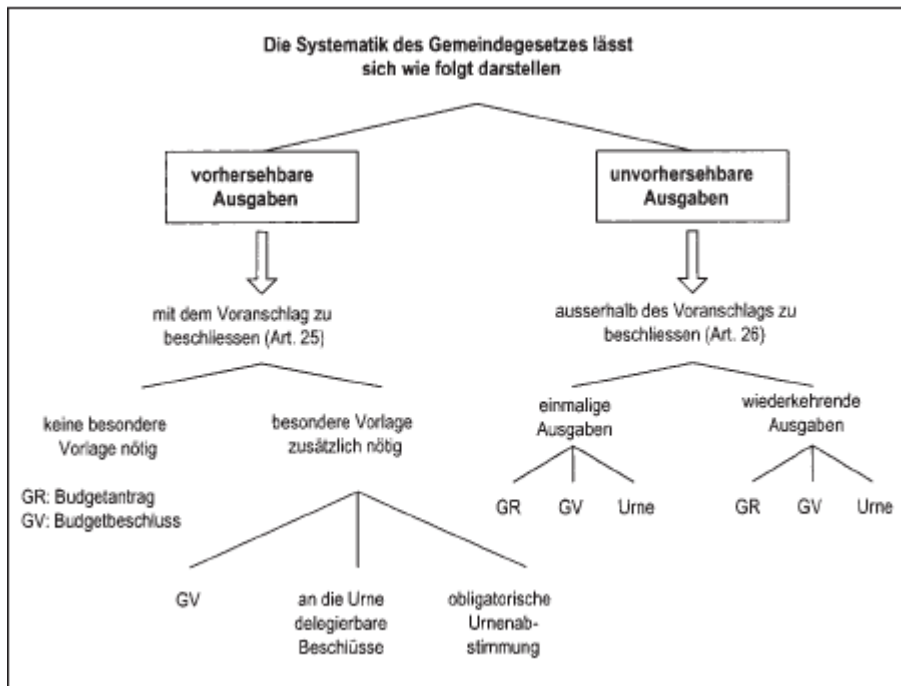 Die Systematik des Gemeindegesetzes lässt
sich wie folgt darstellen
vorhersehbare
Ausgaben
unvorhersehbare
Ausgaben
mit dem Voranschlag zu
beschliessen (Art. 25)
ausserhalb des Voranschlags zu
beschliessen (Art. 26)
keine besondere
Vorlage nötig
besondere Vorlage
zusätzlich nötig
einmalige
Ausgaben
wiederkehrende
Ausgaben
GR: Budgetantrag
GV: Budgetbeschluss
GR GV Urne
GR GV Urne
GV
an die Urne
delegierbare
Beschlüsse
obligatorische
Urnenab-
stimmung